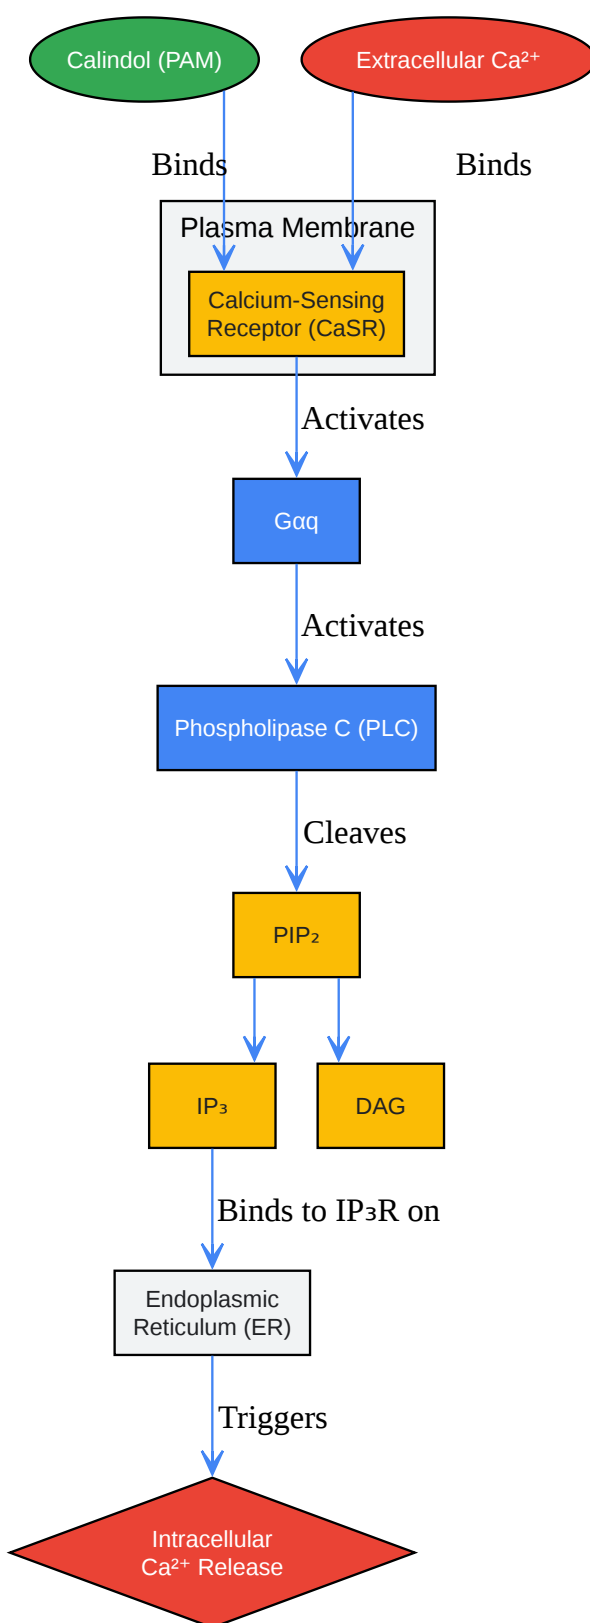 Calindol (PAM)
Extracellular Ca²⁺
Binds
Binds
Plasma Membrane
Calcium-Sensing
Receptor (CaSR)
Activates
Gαq
Activates
Phospholipase C (PLC)
Cleaves
PIP₂
IP₃
DAG
Binds to IP₃R on
Endoplasmic
Reticulum (ER)
Triggers
Intracellular
Ca²⁺ Release